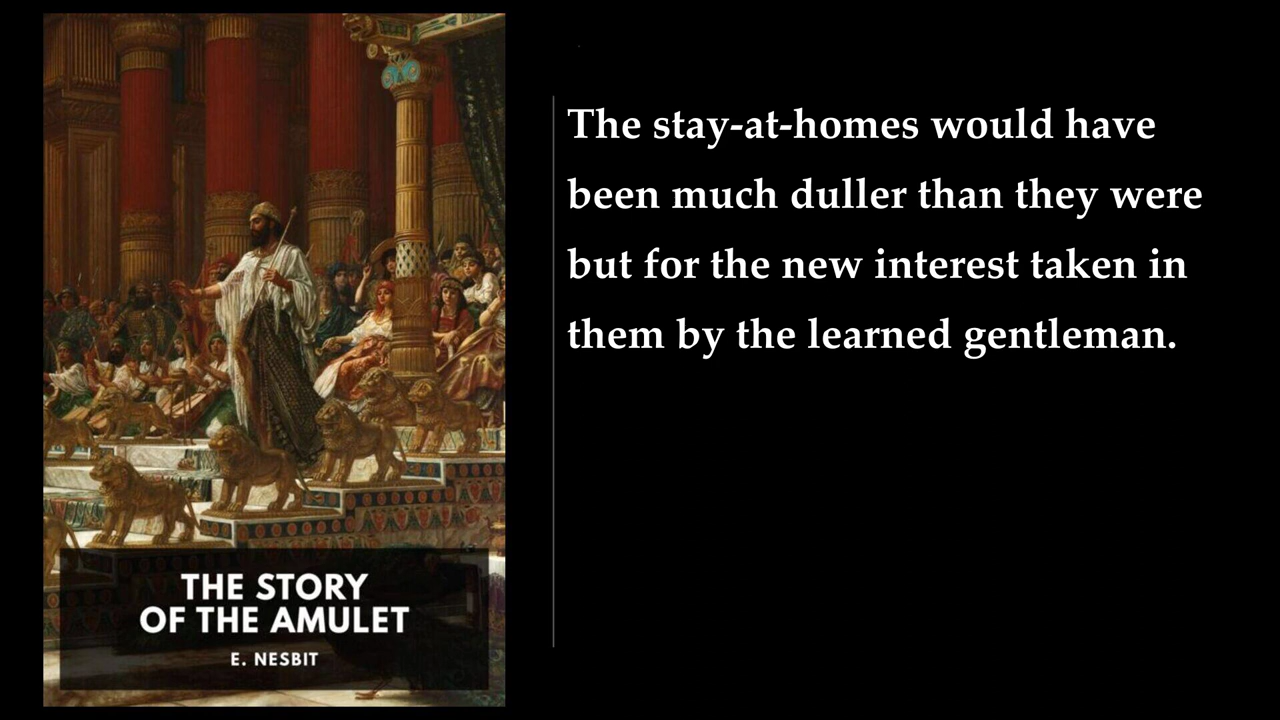 THE STORY
OF THE AMULET
E. NESBIT
The stay-at-homes would have
been much duller than they were
but for the new interest taken in
them by the learned gentleman.